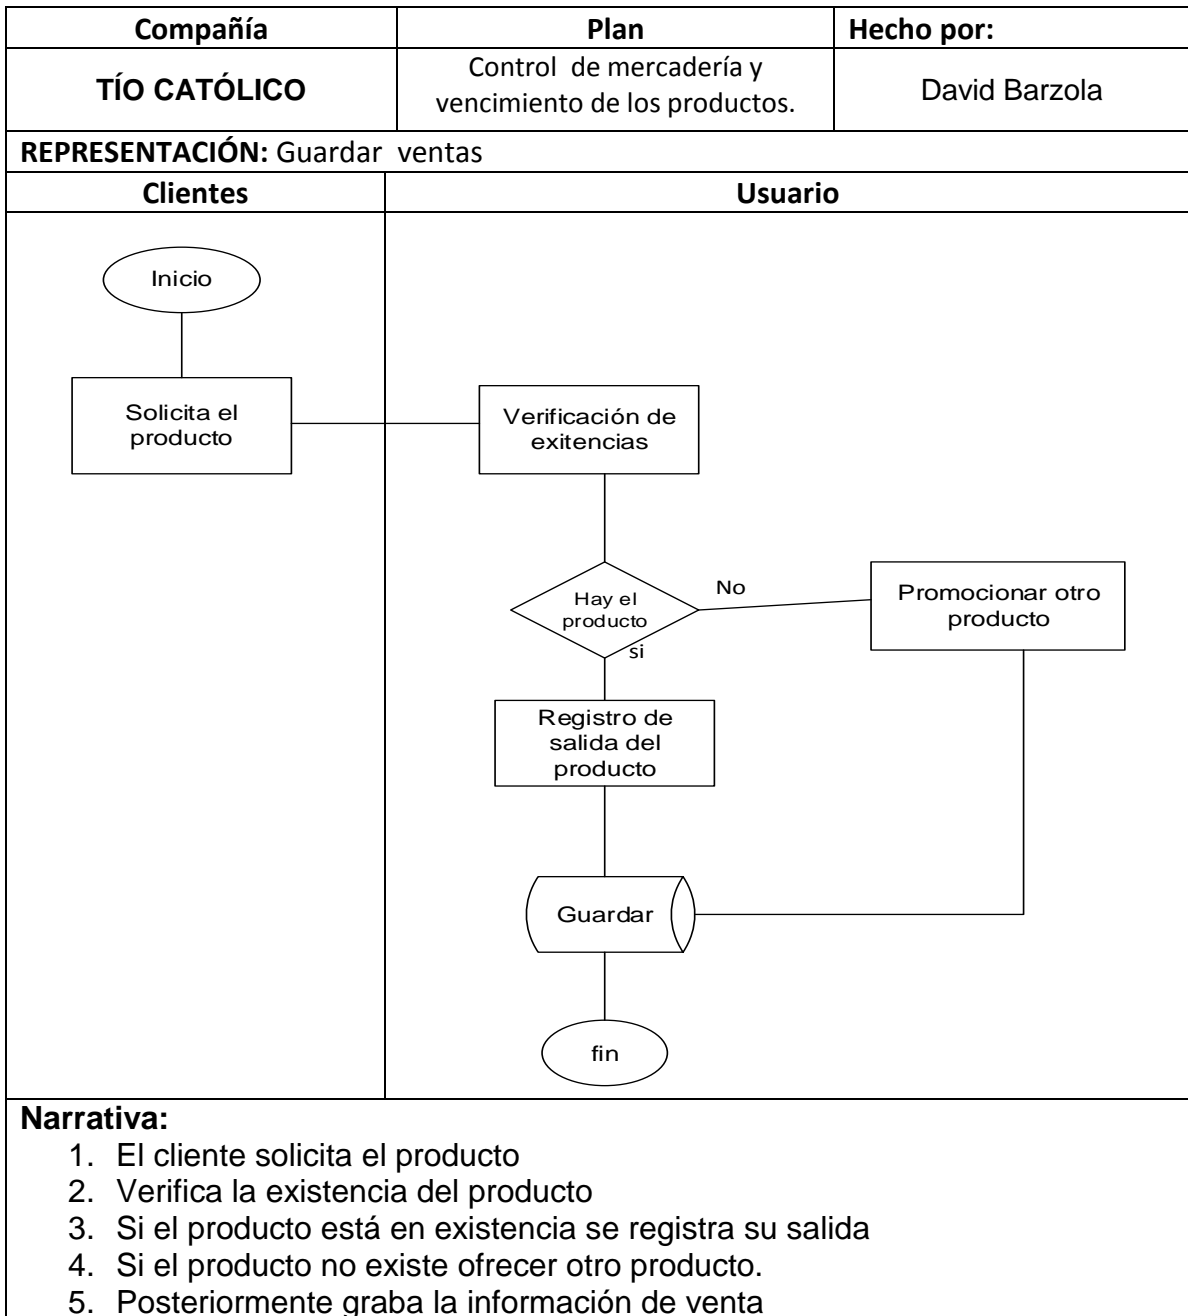 Compañía
Plan
Hecho por:
TÍO CATÓLICO
Control de mercadería y
vencimiento de los productos.
David Barzola
REPRESENTACIÓN: Guardar ventas
Clientes
Usuario
Inicio
Solicita el
producto
Verificación de
exitencias
Hay el
producto
No
Promocionar otro
producto
si
Registro de
salida del
producto
Guardar
fin
Narrativa:
1. El cliente solicita el producto
2. Verifica la existencia del producto
3. Si el producto está en existencia se registra su salida
4. Si el producto no existe ofrecer otro producto.
5. Posteriormente graba la información de venta